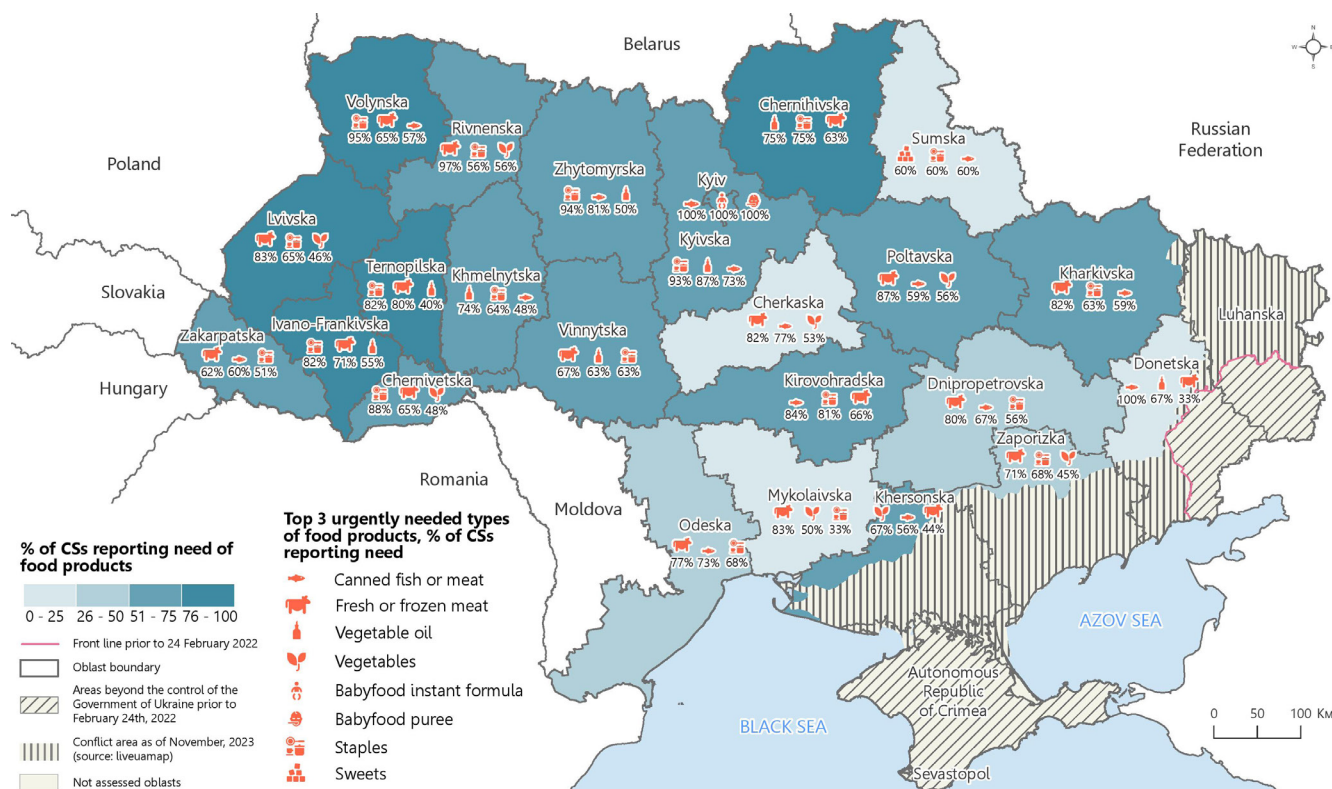 Belarus
Russian
Federation
Poland
Slovakia
Hungary
Romania
Moldova
Volynska
95% 65% 57%
Rivnenska
97% 56% 56%
Zhytomyrska
94% 81% 50%
Kyiv
100% 100% 100%
Kyivska
93% 87% 73%
Chernihivska
75% 75% 63%
Sumska
60% 60% 60%
Lvivska
83% 65% 46%
Ternopilska
82% 80% 40%
Khmelnytska
74% 64% 48%
Vinnytska
67% 63% 63%
Cherkaska
82% 77% 53%
Poltavska
87% 59% 56%
Kharkivska
82% 63% 59%
Luhanska
Zakarpatska
62% 60% 51%
Ivano-Frankivska
82% 71% 55%
Chernivetska
88% 65% 48%
Kirovohradska
84% 81% 66%
Dnipropetrovska
80% 67% 56%
Donetska
100% 67% 33%
Zaporizka
71% 68% 45%
Odeska
77% 73% 68%
Mykolaivska
83% 50% 33%
Khersonska
67% 56% 44%
AZOV SEA
BLACK SEA
Autonomous
Republic
of Crimea
Sevastopol
N
W E
S
0 50 100 Km
% of CSs reporting need of
food products
0 - 25 26 - 50 51 - 75 76 - 100
Front line prior to 24 February 2022
Oblast boundary
Areas beyond the control of the
Government of Ukraine prior to
February 24th, 2022
Conflict area as of November, 2023
(source: liveuamap)
Not assessed oblasts
Top 3 urgently needed types
of food products, % of CSs
reporting need
Canned fish or meat
Fresh or frozen meat
Vegetable oil
Vegetables
Babyfood instant formula
Babyfood puree
Staples
Sweets